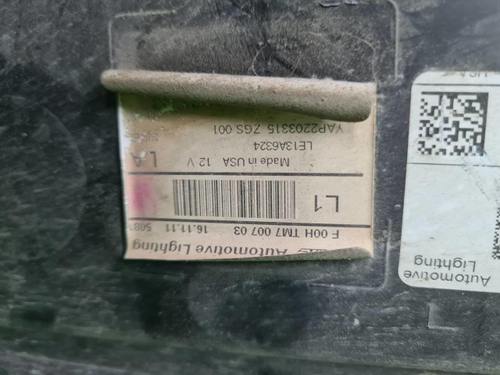 Automotive Lighting
F 00H TM7 007 03
16.11.11
L1
Made in USA 12 V
LA
LE13A6324
YAP2203315 ZGS 001
Automotive
Lighting